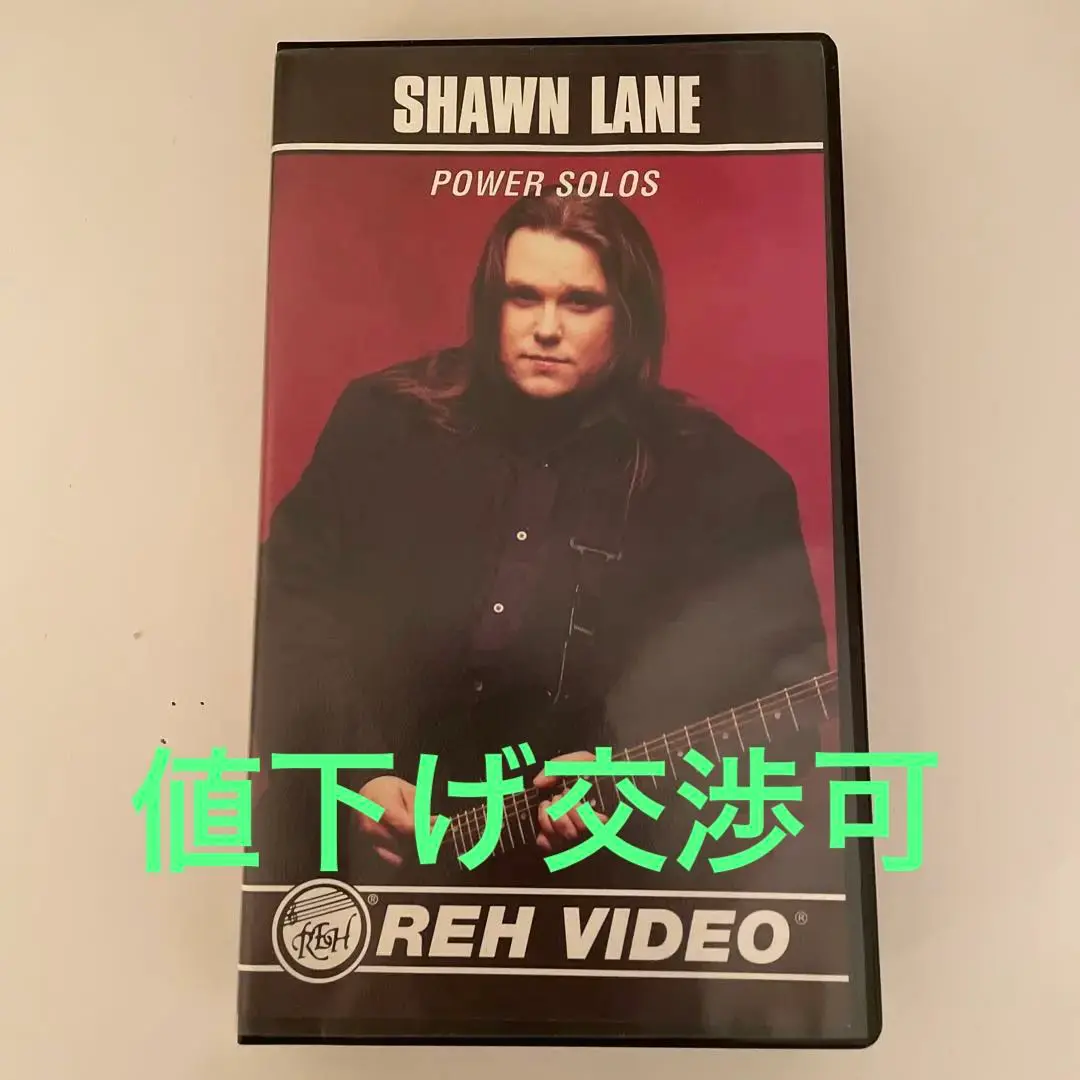 SHAWN LANE
POWER SOLOS
値下げ交渉可
REH
® REH VIDEO ®